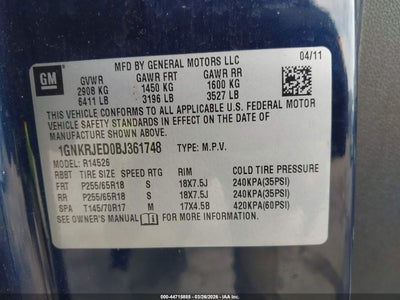 MFD BY GENERAL MOTORS LLC 04/11
GM
GVWR GAWR FRT GAWR RR
2908 KG 1450 KG 1600 KG
6411 LB 3196 LB 3527 LB
THIS VEHICLE CONFORMS TO ALL APPLICABLE U.S. FEDERAL MOTOR
VEHICLE SAFETY STANDARDS IN EFFECT ON THE DATE OF
MANUFACTURE SHOWN ABOVE.
1GNKRJED0BJ361748 TYPE: M.P.V.
MODEL: R14526
RBBT TIRE SIZE SPEED RTG RIM COLD TIRE PRESSURE
FRT P255/65R18 S 18X7.5J 240KPA(35PSI)
RR P255/65R18 S 18X7.5J 240KPA(35PSI)
SPA T145/70R17 M 17X4.5B 420KPA(60PSI)
SEE OWNER'S MANUAL FOR ADDITIONAL INFORMATION
000-44715885 - 03/26/2026 - IAAI - Copart